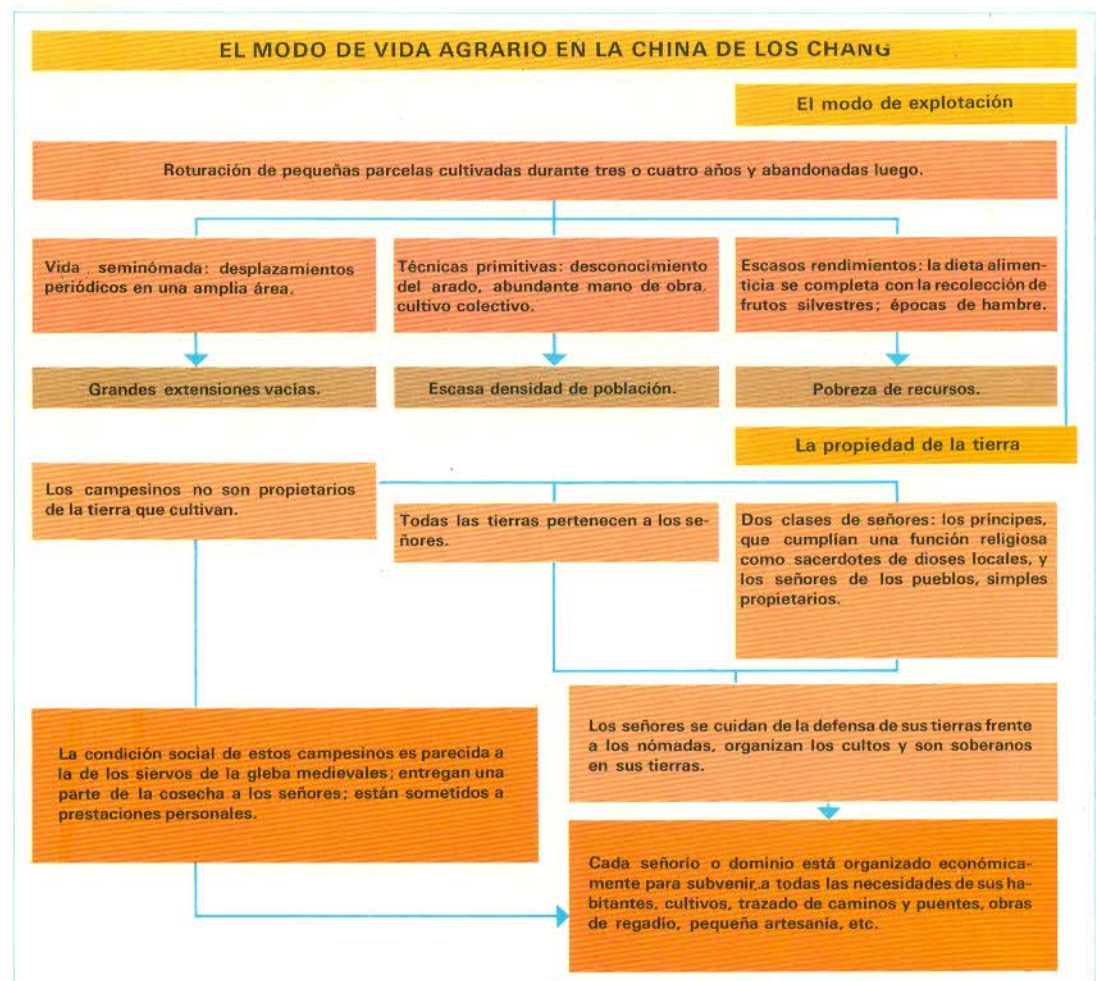 EL MODO DE VIDA AGRARIO EN LA CHINA DE LOS CHANG
El modo de explotación
Roturación de pequeñas parcelas cultivadas durante tres o cuatro años y abandonadas luego.
Vida seminómada: desplazamientos
periódicos en una amplia área.
Técnicas primitivas: desconocimiento
del arado, abundante mano de obra,
cultivo colectivo.
Escasos rendimientos: la dieta alimen-
ticia se completa con la recolección de
frutos silvestres; épocas de hambre.
Grandes extensiones vacías.
Escasa densidad de población.
Pobreza de recursos.
La propiedad de la tierra
Los campesinos no son propietarios
de la tierra que cultivan.
Todas las tierras pertenecen a los se-
ñores.
Dos clases de señores: los príncipes,
que cumplían una función religiosa
como sacerdotes de dioses locales, y
los señores de los pueblos, simples
propietarios.
Los señores se cuidan de la defensa de sus tierras frente
a los nómadas, organizan los cultos y son soberanos
en sus tierras.
La condición social de estos campesinos es parecida a
la de los siervos de la gleba medievales; entregan una
parte de la cosecha a los señores; están sometidos a
prestaciones personales.
Cada señorío o dominio está organizado económica-
mente para subvenir a todas las necesidades de sus ha-
bitantes, cultivos, trazado de caminos y puentes, obras
de regadío, pequeña artesanía, etc.